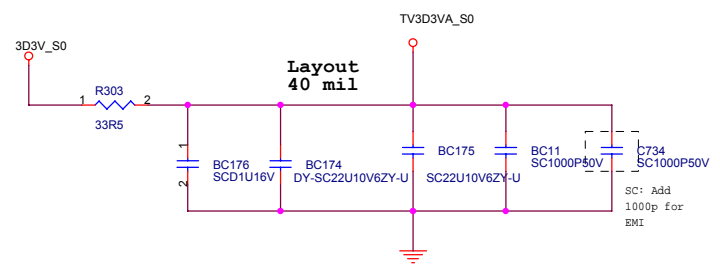 TV3D3VA_S0
3D3V_S0
Layout
40 mil
R303
1
2
33R5
1
2
BC176
SCD1U16V
BC174
DY-SC22U10V6ZY-U
BC175
SC22U10V6ZY-U
BC11
SC1000P50V
C734
SC1000P50V
SC: Add
1000p for
EMI